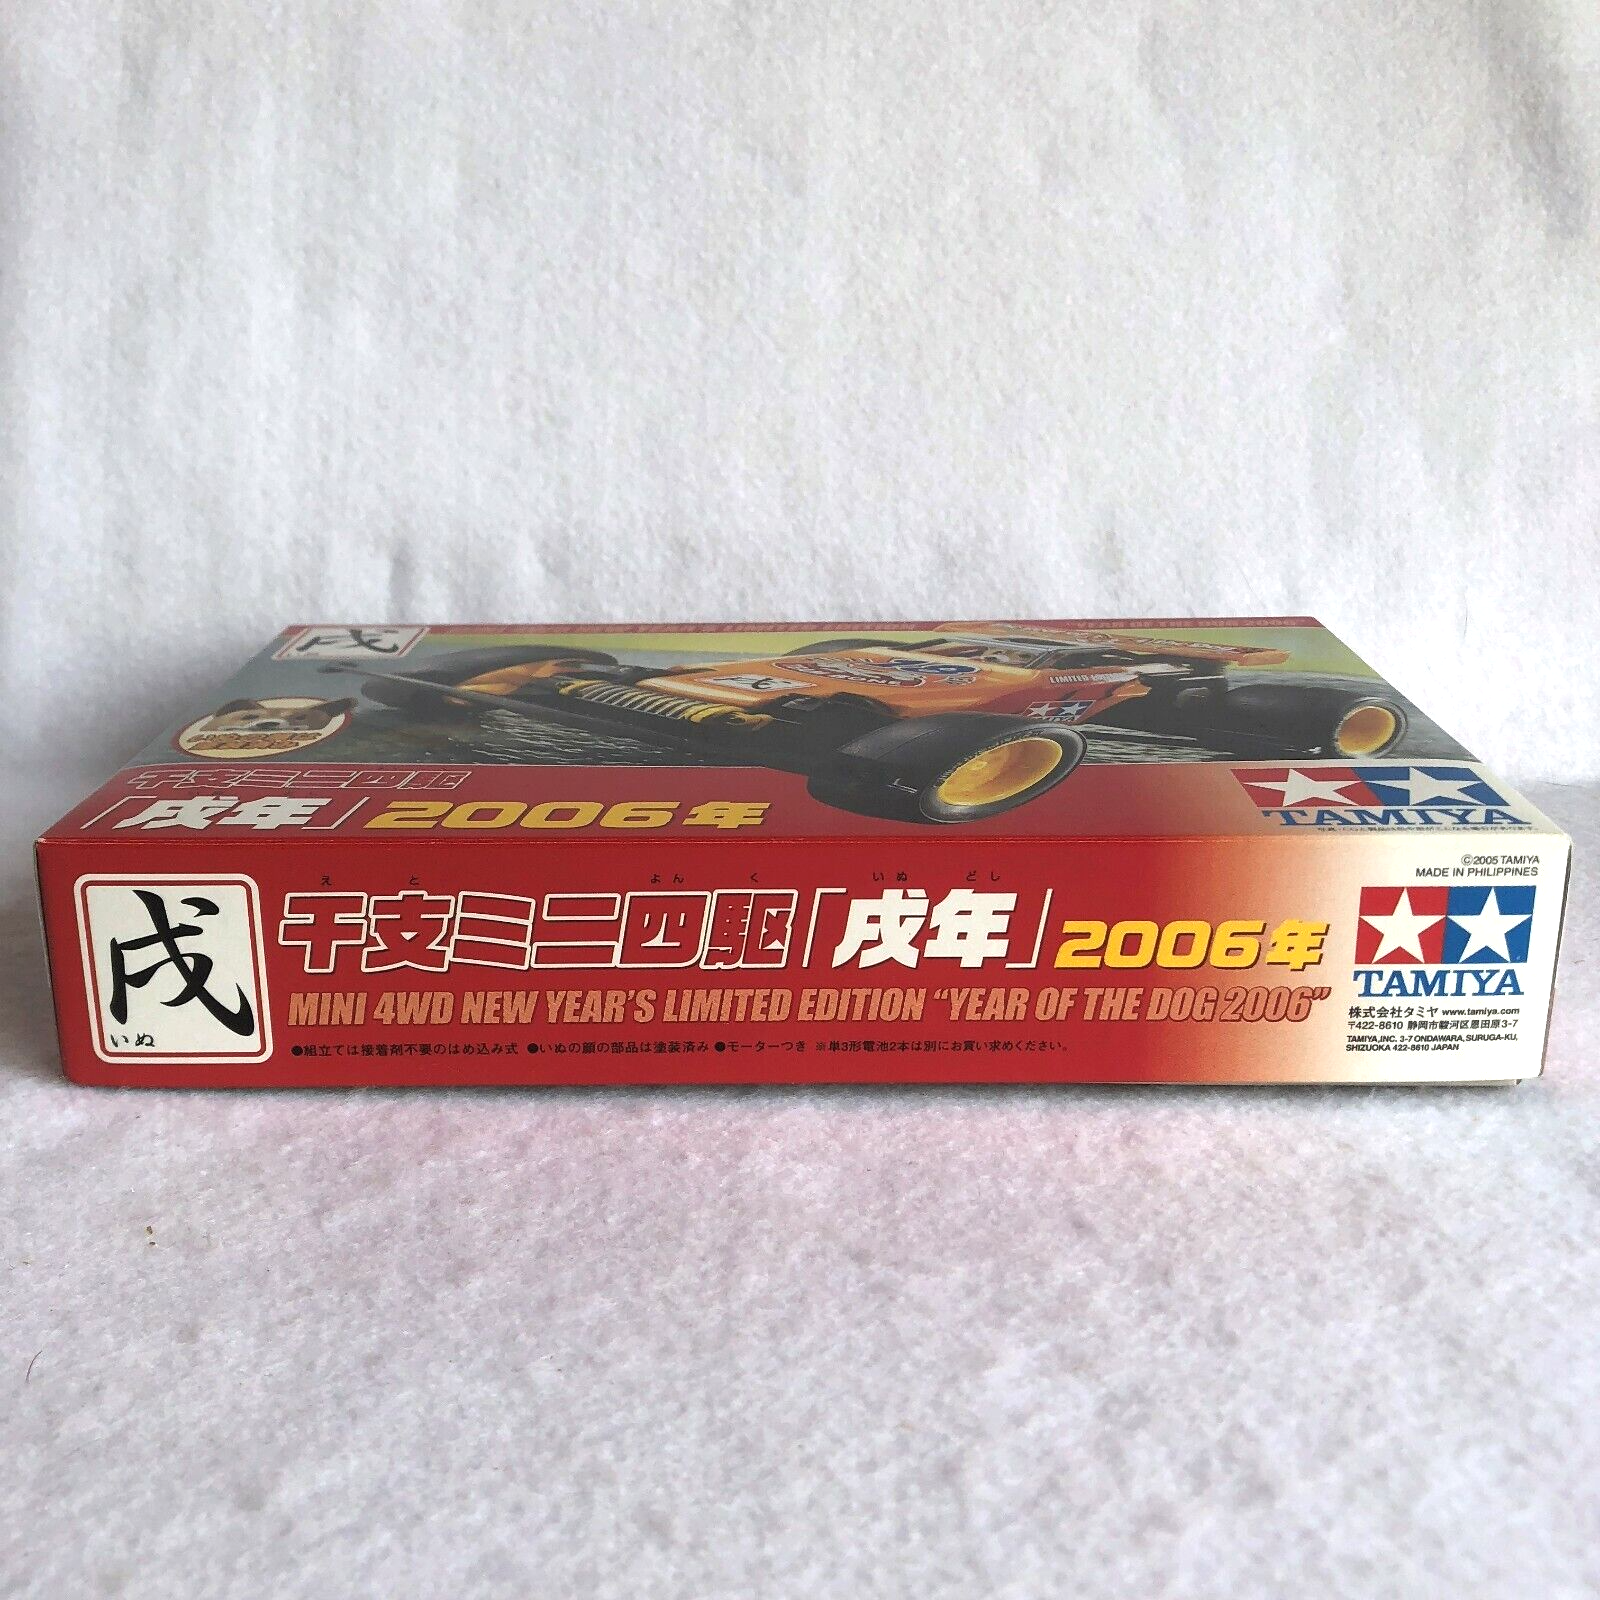 戌
YEAR OF THE DOG 2006"
戌
LIMITED
干支ミニ四駆
「戌年」2006年
TAMIYA
©2005 TAMIYA
MADE IN PHILIPPINES
戌
いぬ
えと よんく いぬ どし
干支ミニ四駆「戌年」2006年
MINI 4WD NEW YEAR'S LIMITED EDITION "YEAR OF THE DOG 2006"
●組立ては接着剤不要のはめ込み式 ●いぬの顔の部品は塗装済み ●モーターつき ※単3形電池2本は別にお買い求めください。
TAMIYA
株式会社タミヤ www.tamiya.com
〒422-8610 静岡市駿河区恩田原3-7
TAMIYA,INC. 3-7 ONDAWARA,SURUGA-KU,
SHIZUOKA 422-8610 JAPAN